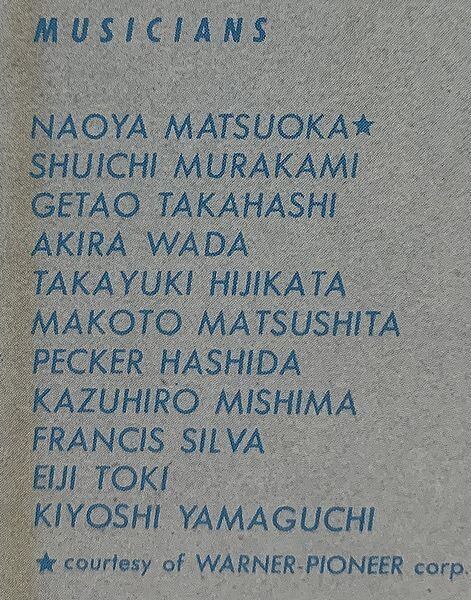 MUSICIANS
NAOYA MATSUOKA★
SHUICHI MURAKAMI
GETAO TAKAHASHI
AKIRA WADA
TAKAYUKI HIJIKATA
MAKOTO MATSUSHITA
PECKER HASHIDA
KAZUHIRO MISHIMA
FRANCIS SILVA
EIJI TOKI
KIYOSHI YAMAGUCHI
★ courtesy of WARNER-PIONEER corp.